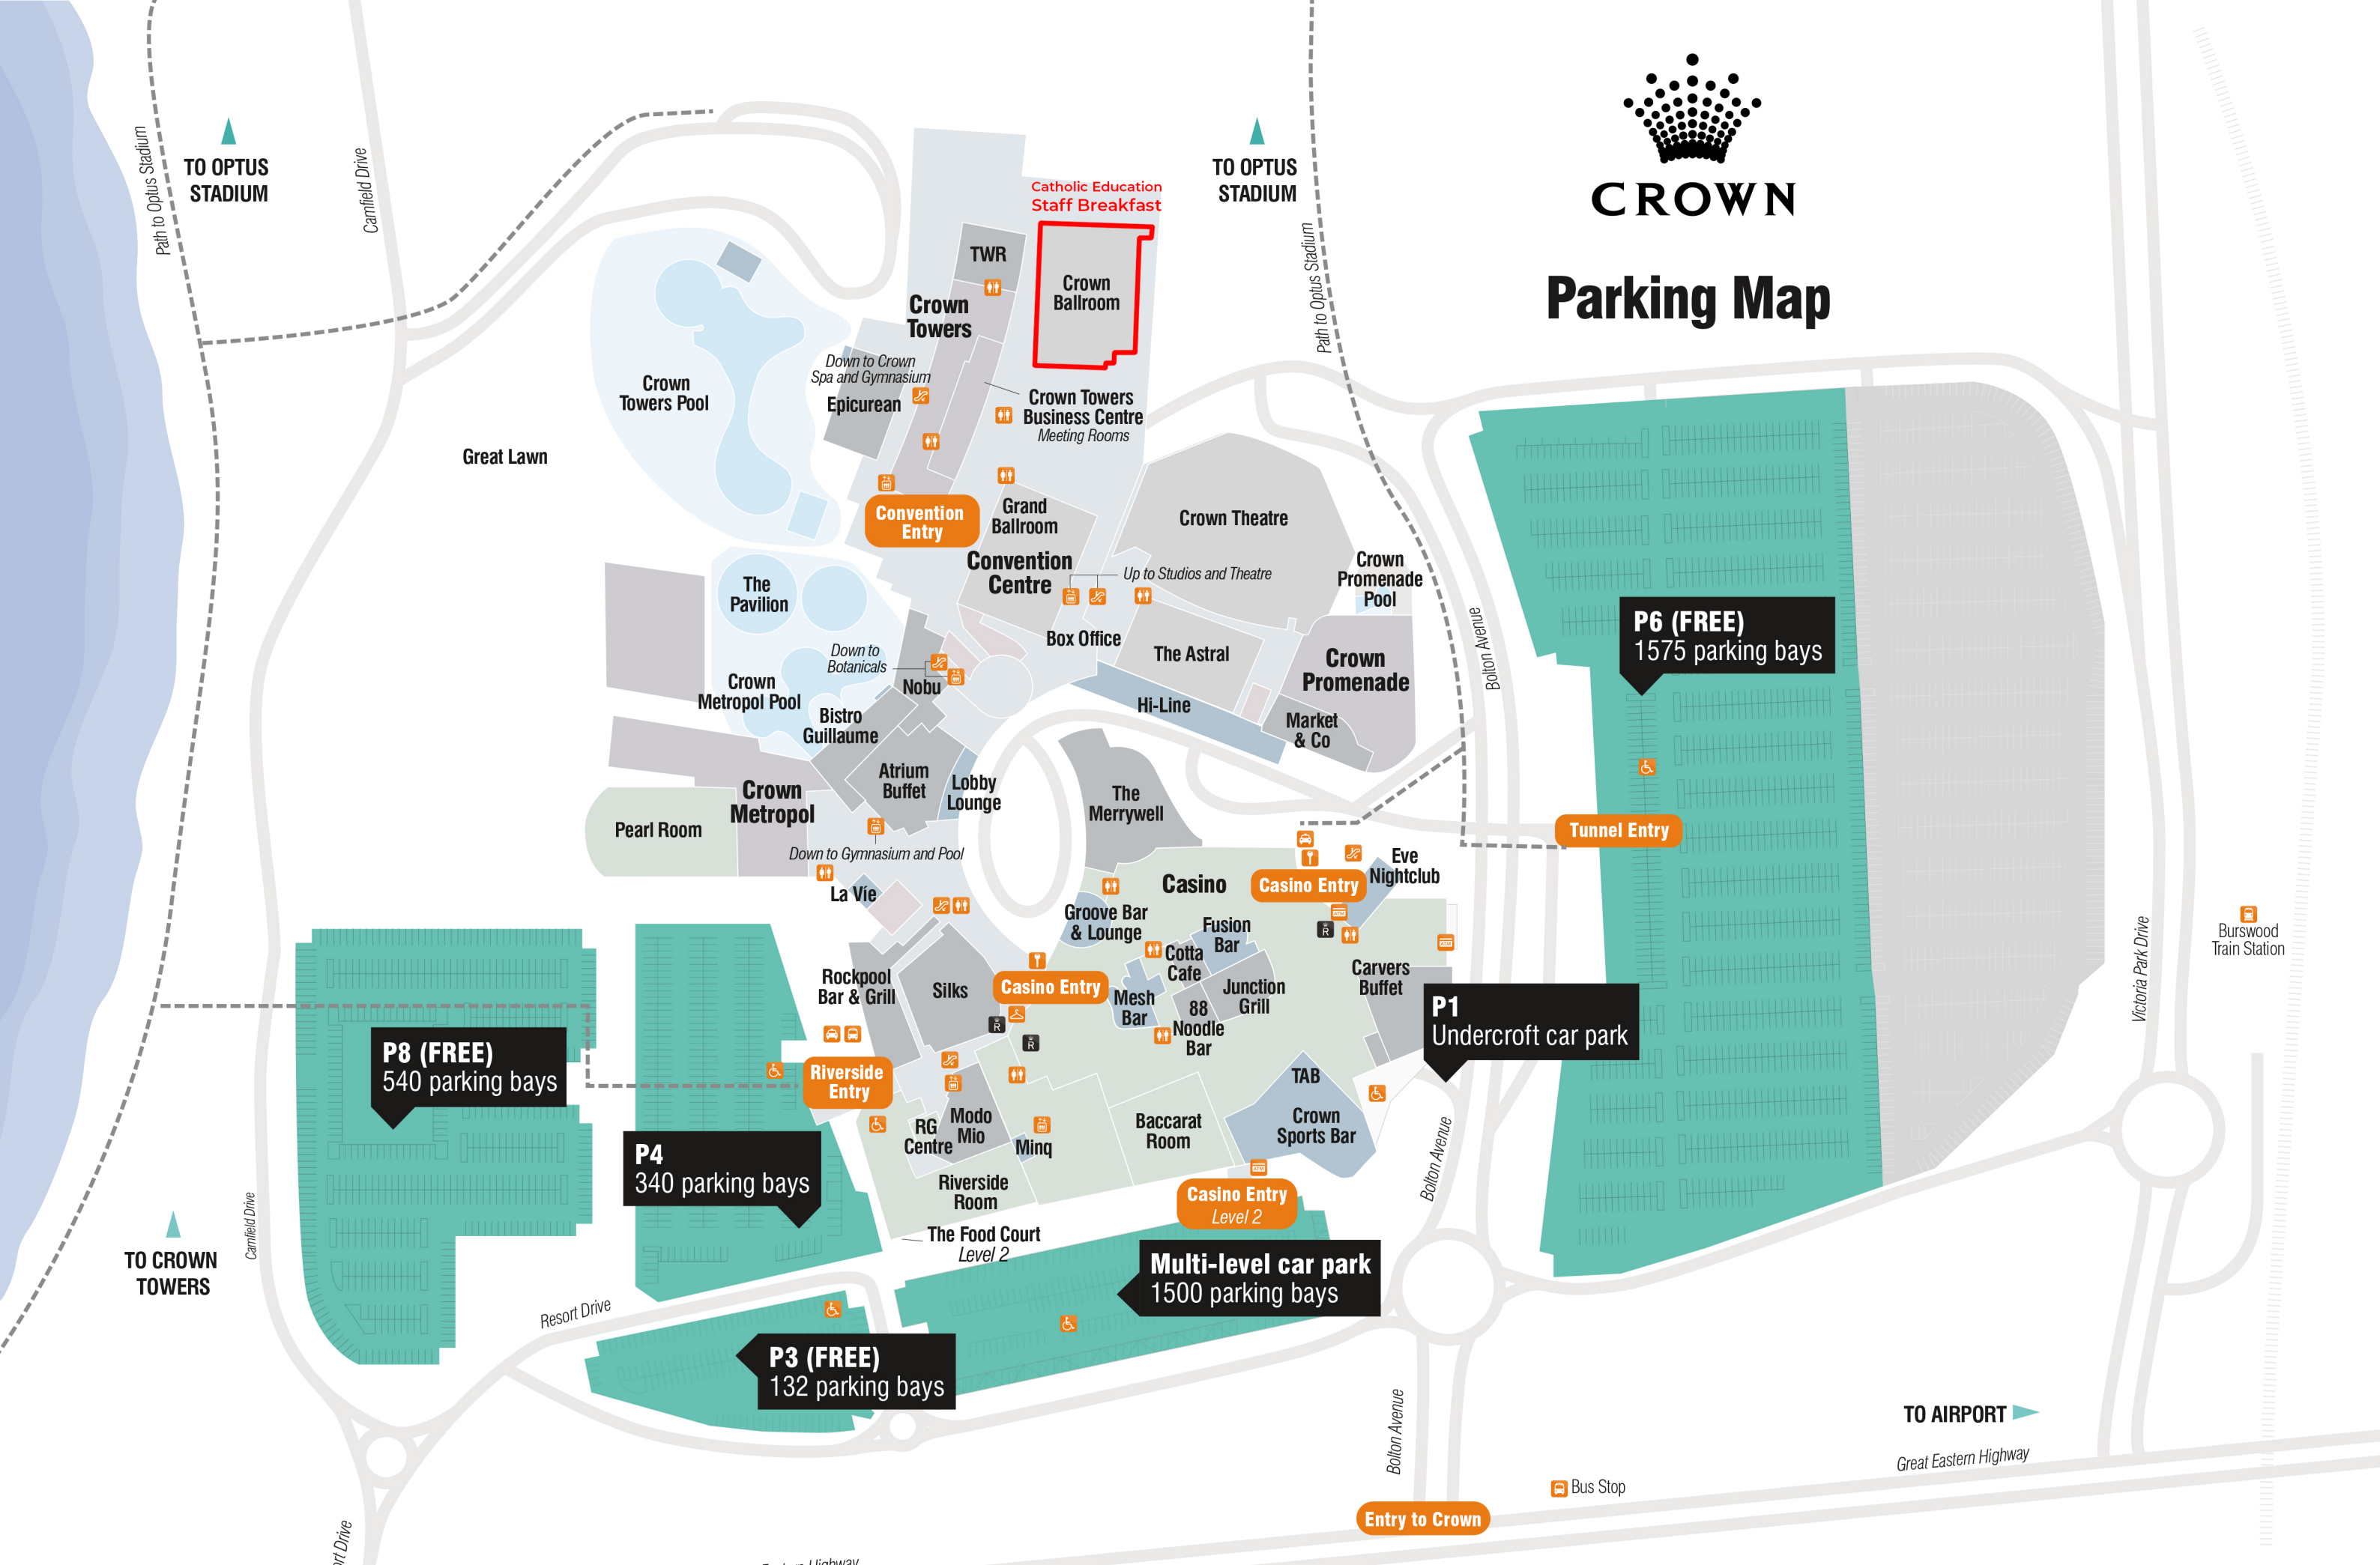 CROWN
Parking Map
Path to Optus Stadium
TO OPTUS
STADIUM
Camfield Drive
TO OPTUS
STADIUM
Path to Optus Stadium
Catholic Education
Staff Breakfast
TWR
Crown
Ballroom
Crown
Towers
Down to Crown
Spa and Gymnasium
Epicurean
Crown
Towers Pool
Crown Towers
Business Centre
Meeting Rooms
Great Lawn
Convention
Entry
Grand
Ballroom
Convention
Centre
Crown Theatre
Up to Studios and Theatre
Crown
Promenade
Pool
The
Pavilion
Box Office
The Astral
Crown
Promenade
Bolton Avenue
P6 (FREE)
1575 parking bays
Down to
Botanicals
Nobu
Crown
Metropol Pool
Hi-Line
Market
& Co
Bistro
Guillaume
Atrium
Buffet
Lobby
Lounge
Crown
Metropol
The
Merrywell
Pearl Room
Tunnel Entry
Down to Gymnasium and Pool
La Vie
Casino
Casino Entry
Eve
Nightclub
Groove Bar
& Lounge
Fusion
Bar
Cotta
Cafe
Burswood
Train Station
Victoria Park Drive
Rockpool
Bar & Grill
Silks
Casino Entry
Mesh
Bar
Junction
Grill
Carvers
Buffet
88
Noodle
Bar
R
R
R
P1
Undercroft car park
P8 (FREE)
540 parking bays
Riverside
Entry
TAB
Crown
Sports Bar
RG
Centre
Modo
Mio
Minq
Baccarat
Room
Bolton Avenue
P4
340 parking bays
Riverside
Room
Casino Entry
Level 2
The Food Court
Level 2
Camfield Drive
TO CROWN
TOWERS
Multi-level car park
1500 parking bays
Resort Drive
P3 (FREE)
132 parking bays
Bolton Avenue
TO AIRPORT
Great Eastern Highway
Bus Stop
Entry to Crown
Highway